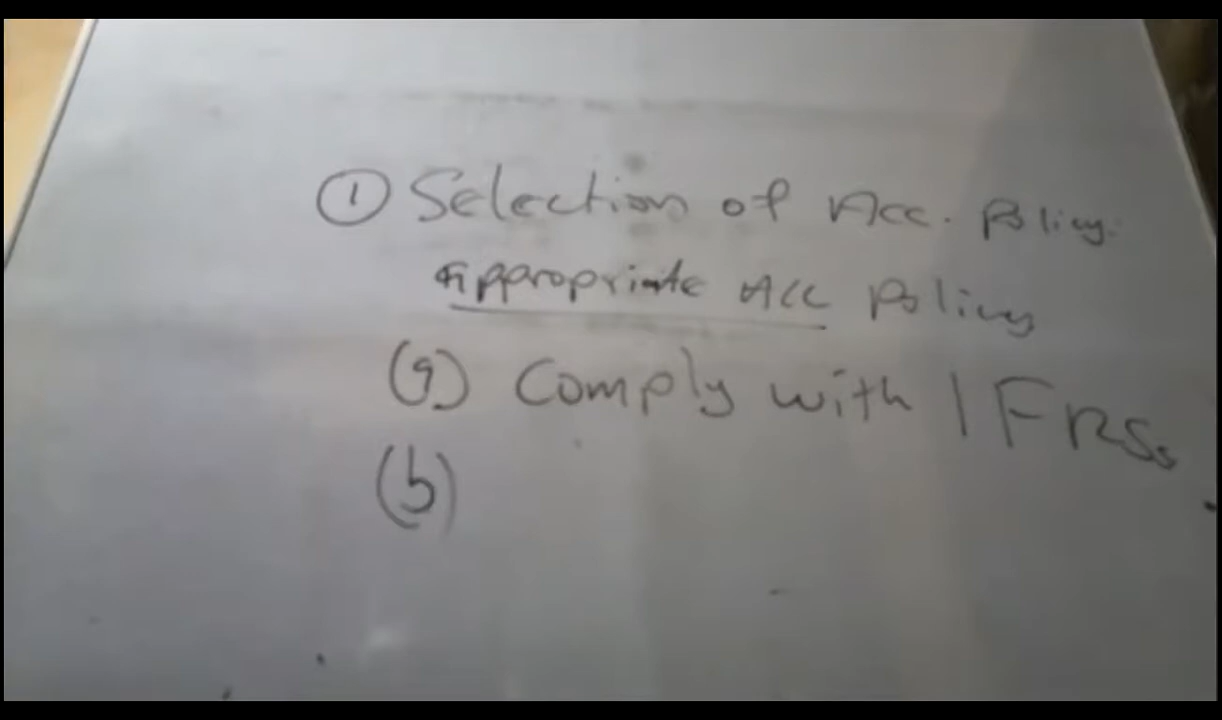 ① Selection of Acc. Policy.
Appropriate Acc Policy
(a) Comply with IFRSs
(b)